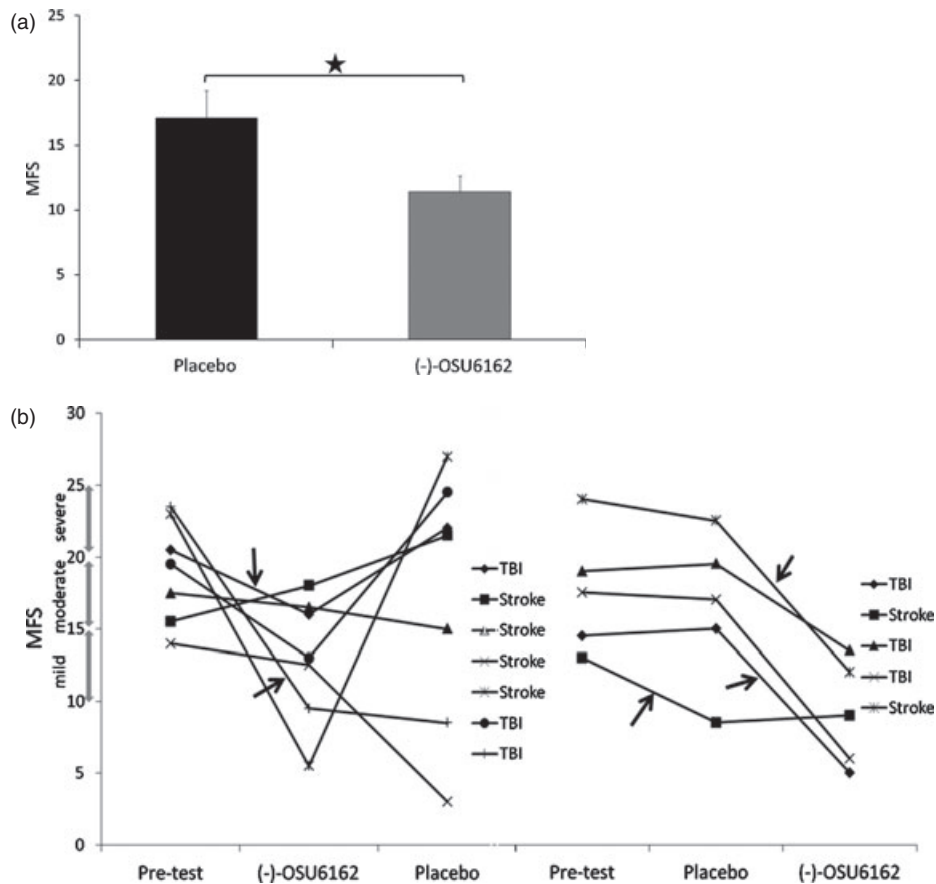 (a)
25
20
15
10
5
0
MFS
★
Placebo
(-)-OSU6162
(b)
30
25
20
15
10
5
0
MFS
severe
moderate
mild
TBI
Stroke
Stroke
Stroke
Stroke
TBI
TBI
TBI
Stroke
TBI
TBI
Stroke
Pre-test
(-)-OSU6162
Placebo
Pre-test
Placebo
(-)-OSU6162